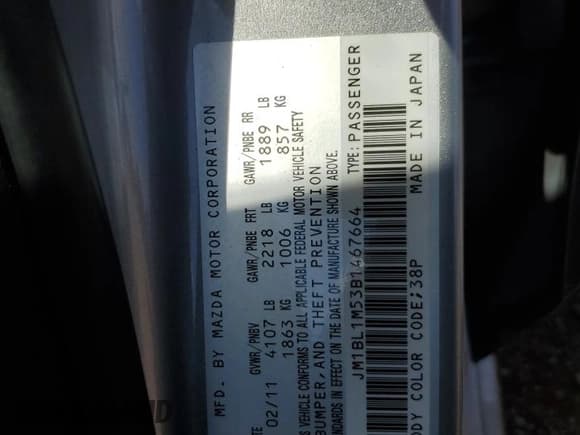 MFD. BY MAZDA MOTOR CORPORATION
GVWR/PNBV GAWR/PNBE FRT GAWR/PNBE RR
02/11 4107 LB 2218 LB 1889 LB
1863 KG 1006 KG 857 KG
S VEHICLE CONFORMS TO ALL APPLICABLE FEDERAL MOTOR VEHICLE SAFETY
BUMPER, AND THEFT PREVENTION
NDARDS IN EFFECT ON THE DATE OF MANUFACTURE SHOWN ABOVE.
JM1BL1M53B1467664 TYPE: PASSENGER
ODY COLOR CODE;38P MADE IN JAPAN